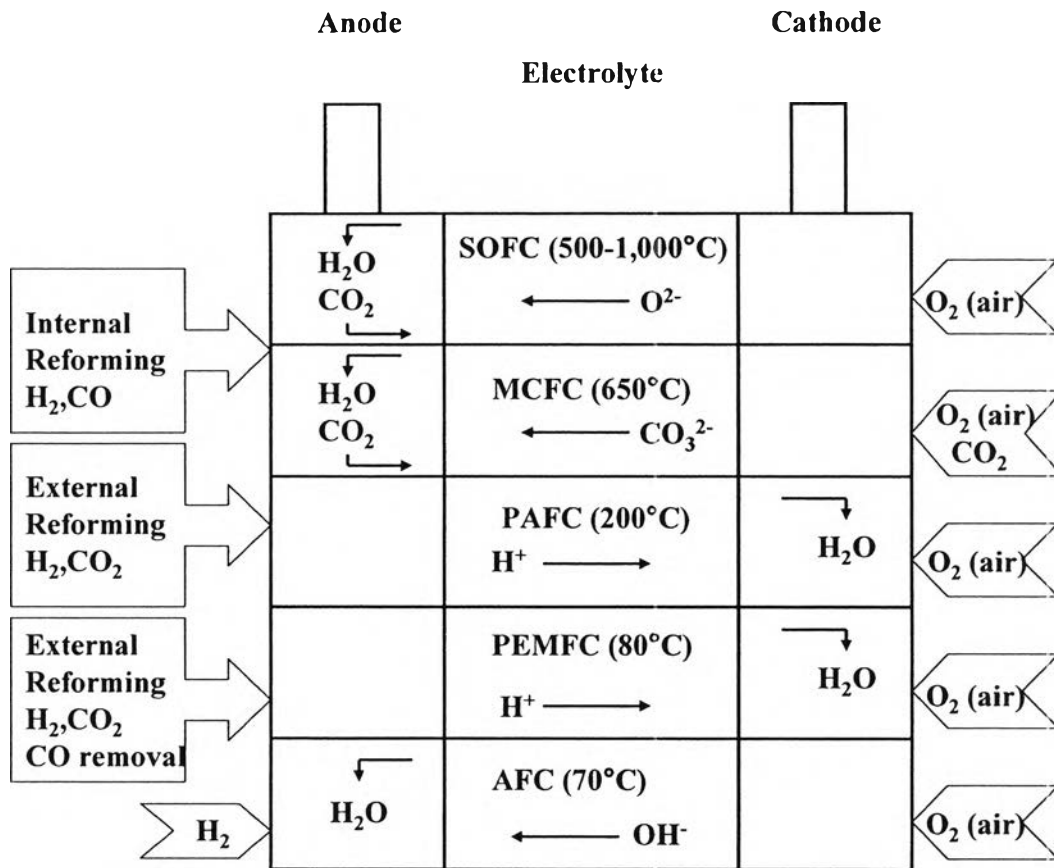 Anode
Cathode
Electrolyte
Internal
Reforming
H₂,CO
H₂O
CO₂
SOFC (500-1,000°C)
O²⁻
O₂ (air)
H₂O
CO₂
MCFC (650°C)
CO₃²⁻
O₂ (air)
CO₂
External
Reforming
H₂,CO₂
PAFC (200°C)
H⁺
H₂O
O₂ (air)
External
Reforming
H₂,CO₂
CO removal
PEMFC (80°C)
H⁺
H₂O
O₂ (air)
H₂
H₂O
AFC (70°C)
OH⁻
O₂ (air)